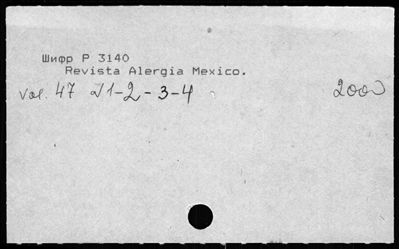 Шифр Р 3140
Revista Alergia Mexico.
vol. 47 №1-2-3-4 2000